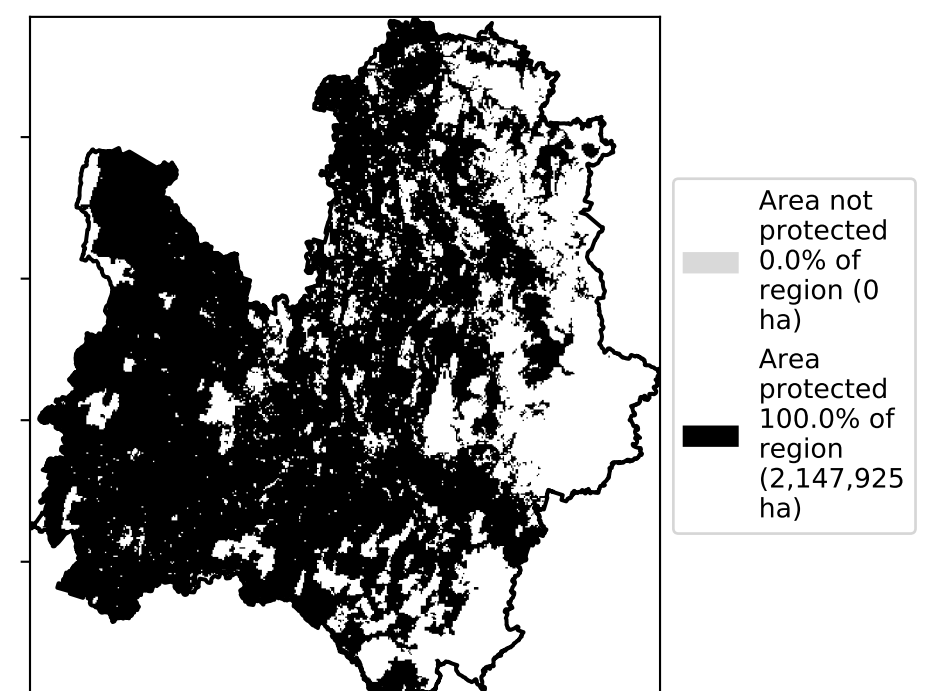 Area not
protected
0.0% of
region (0
ha)
Area
protected
100.0% of
region
(2,147,925
ha)